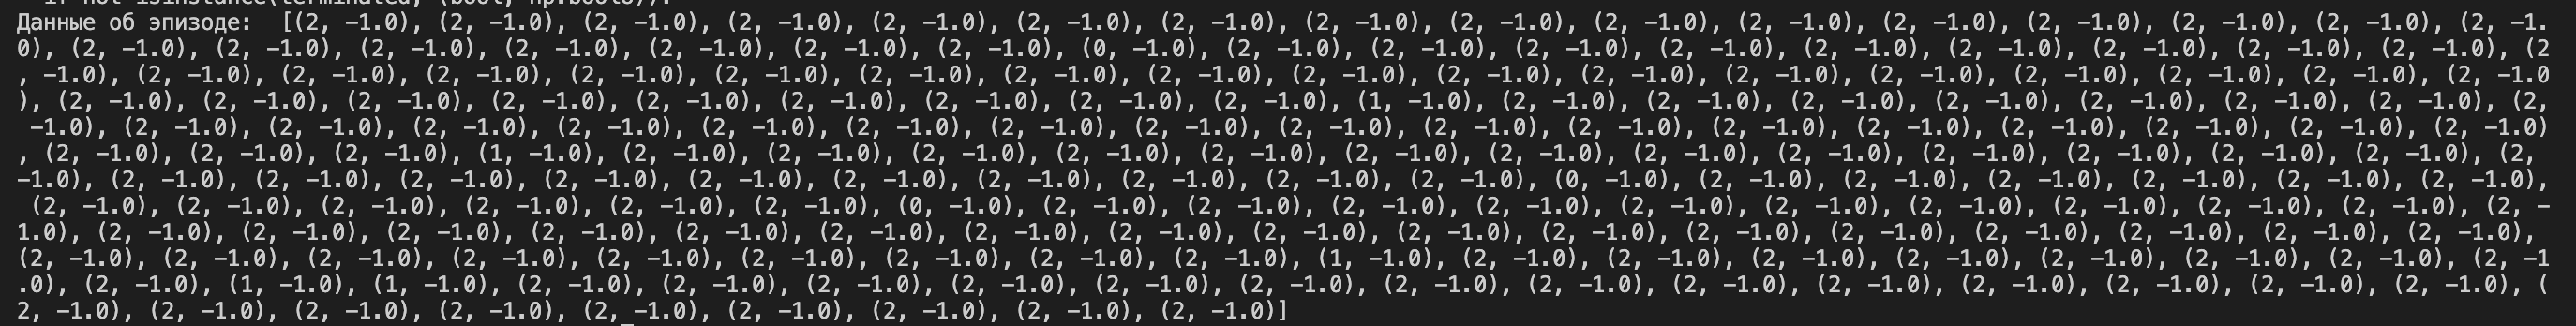 if not isinstance(terminated, (bool, np.bool8)):
Данные об эпизоде:  [(2, −1.0), (2, −1.0), (2, −1.0), (2, −1.0), (2, −1.0), (2, −1.0), (2, −1.0), (2, −1.0), (2, −1.0), (2, −1.0), (2, −1.0), (2, −1.0), (2, −1.0), (2, −1.0), (2, −1.0), (2, −1.
0), (2, −1.0), (2, −1.0), (2, −1.0), (2, −1.0), (2, −1.0), (2, −1.0), (2, −1.0), (0, −1.0), (2, −1.0), (2, −1.0), (2, −1.0), (2, −1.0), (2, −1.0), (2, −1.0), (2, −1.0), (2, −1.0), (2, −1.0), (2
, −1.0), (2, −1.0), (2, −1.0), (2, −1.0), (2, −1.0), (2, −1.0), (2, −1.0), (2, −1.0), (2, −1.0), (2, −1.0), (2, −1.0), (2, −1.0), (2, −1.0), (2, −1.0), (2, −1.0), (2, −1.0), (2, −1.0), (2, −1.0
), (2, −1.0), (2, −1.0), (2, −1.0), (2, −1.0), (2, −1.0), (2, −1.0), (2, −1.0), (2, −1.0), (2, −1.0), (1, −1.0), (2, −1.0), (2, −1.0), (2, −1.0), (2, −1.0), (2, −1.0), (2, −1.0), (2, −1.0), (2,
−1.0), (2, −1.0), (2, −1.0), (2, −1.0), (2, −1.0), (2, −1.0), (2, −1.0), (2, −1.0), (2, −1.0), (2, −1.0), (2, −1.0), (2, −1.0), (2, −1.0), (2, −1.0), (2, −1.0), (2, −1.0), (2, −1.0), (2, −1.0)
, (2, −1.0), (2, −1.0), (2, −1.0), (1, −1.0), (2, −1.0), (2, −1.0), (2, −1.0), (2, −1.0), (2, −1.0), (2, −1.0), (2, −1.0), (2, −1.0), (2, −1.0), (2, −1.0), (2, −1.0), (2, −1.0), (2, −1.0), (2,
−1.0), (2, −1.0), (2, −1.0), (2, −1.0), (2, −1.0), (2, −1.0), (2, −1.0), (2, −1.0), (2, −1.0), (2, −1.0), (2, −1.0), (0, −1.0), (2, −1.0), (2, −1.0), (2, −1.0), (2, −1.0), (2, −1.0), (2, −1.0),
(2, −1.0), (2, −1.0), (2, −1.0), (2, −1.0), (2, −1.0), (2, −1.0), (0, −1.0), (2, −1.0), (2, −1.0), (2, −1.0), (2, −1.0), (2, −1.0), (2, −1.0), (2, −1.0), (2, −1.0), (2, −1.0), (2, −1.0), (2, −
1.0), (2, −1.0), (2, −1.0), (2, −1.0), (2, −1.0), (2, −1.0), (2, −1.0), (2, −1.0), (2, −1.0), (2, −1.0), (2, −1.0), (2, −1.0), (2, −1.0), (2, −1.0), (2, −1.0), (2, −1.0), (2, −1.0), (2, −1.0),
(2, −1.0), (2, −1.0), (2, −1.0), (2, −1.0), (2, −1.0), (2, −1.0), (2, −1.0), (2, −1.0), (2, −1.0), (1, −1.0), (2, −1.0), (2, −1.0), (2, −1.0), (2, −1.0), (2, −1.0), (2, −1.0), (2, −1.0), (2, −1
.0), (2, −1.0), (1, −1.0), (1, −1.0), (2, −1.0), (2, −1.0), (2, −1.0), (2, −1.0), (2, −1.0), (2, −1.0), (2, −1.0), (2, −1.0), (2, −1.0), (2, −1.0), (2, −1.0), (2, −1.0), (2, −1.0), (2, −1.0), (
2, −1.0), (2, −1.0), (2, −1.0), (2, −1.0), (2, −1.0), (2, −1.0), (2, −1.0), (2, −1.0), (2, −1.0)]